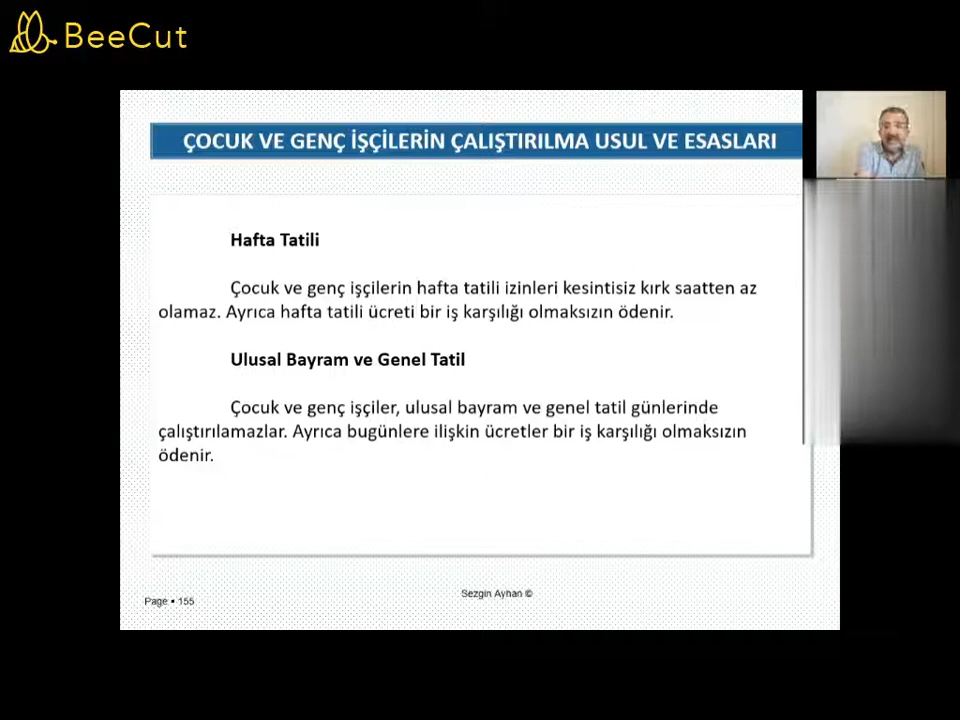 BeeCut
ÇOCUK VE GENÇ İŞÇİLERİN ÇALIŞTIRILMA USUL VE ESASLARI
Hafta Tatili
Çocuk ve genç işçilerin hafta tatili izinleri kesintisiz kırk saatten az
olamaz. Ayrıca hafta tatili ücreti bir iş karşılığı olmaksızın ödenir.
Ulusal Bayram ve Genel Tatil
Çocuk ve genç işçiler, ulusal bayram ve genel tatil günlerinde
çalıştırılamazlar. Ayrıca bugünlere ilişkin ücretler bir iş karşılığı olmaksızın
ödenir.
Sezgin Ayhan ©
Page ▪ 155